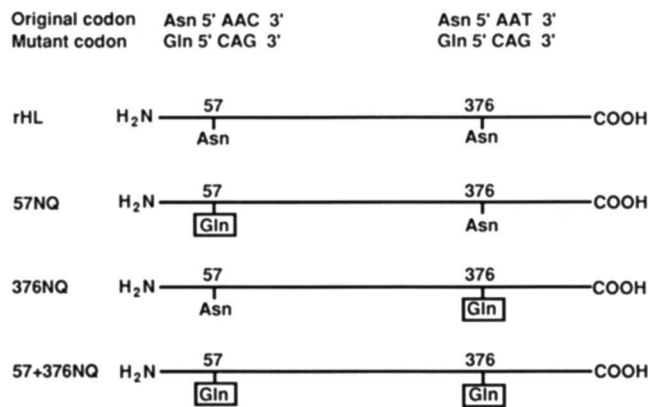 Original codon Asn 5' AAC 3' Asn 5' AAT 3'
Mutant codon Gln 5' CAG 3' Gln 5' CAG 3'
57 376
rHL H₂N COOH
Asn Asn
57 376
57NQ H₂N COOH
Gln Asn
57 376
376NQ H₂N COOH
Asn Gln
57 376
57+376NQ H₂N COOH
Gln Gln